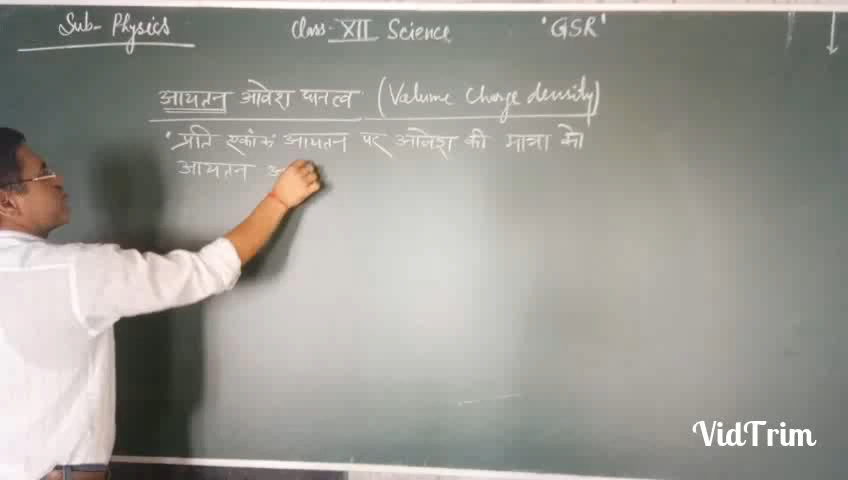 Sub- Physics Class- XII Science 'GSR'
आयतन आवेश घनत्व (Volume Charge density)
प्रति एकांक आयतन पर आवेश की मात्रा को
आयतन आ
VidTrim